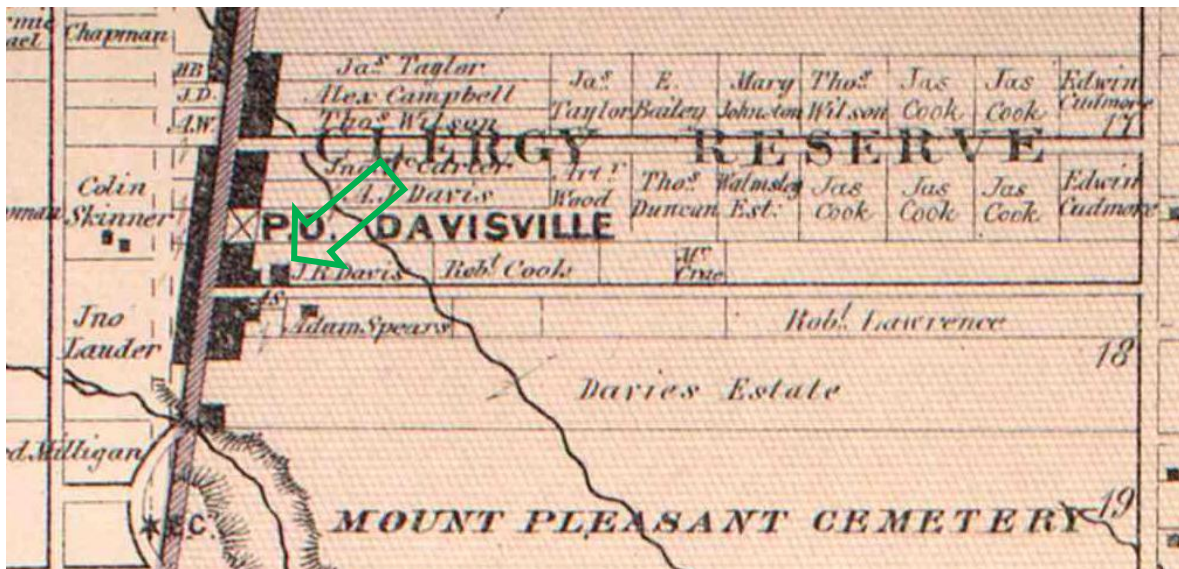 Chapman
Jas Taylor
Alex Campbell
Thos Wilson
Jas Taylor
E. Bailey
Mary Johnston
Thos Wilson
Jas Cook
Jas Cook
Edwin Cudmore
17
H.B.
J.D.
A.W.
CLERGY RESERVE
Colin Skinner
A.J. Davis
Wood
Thos Duncan
Walmsley Est.
Jas Cook
Jas Cook
Jas Cook
Edwin Cudmore
P.O. DAVISVILLE
J.R. Davis
Robt Cook
Jno Lauder
Adam Spears
Robt Lawrence
18
Davies Estate
Milligan
MOUNT PLEASANT CEMETERY
19